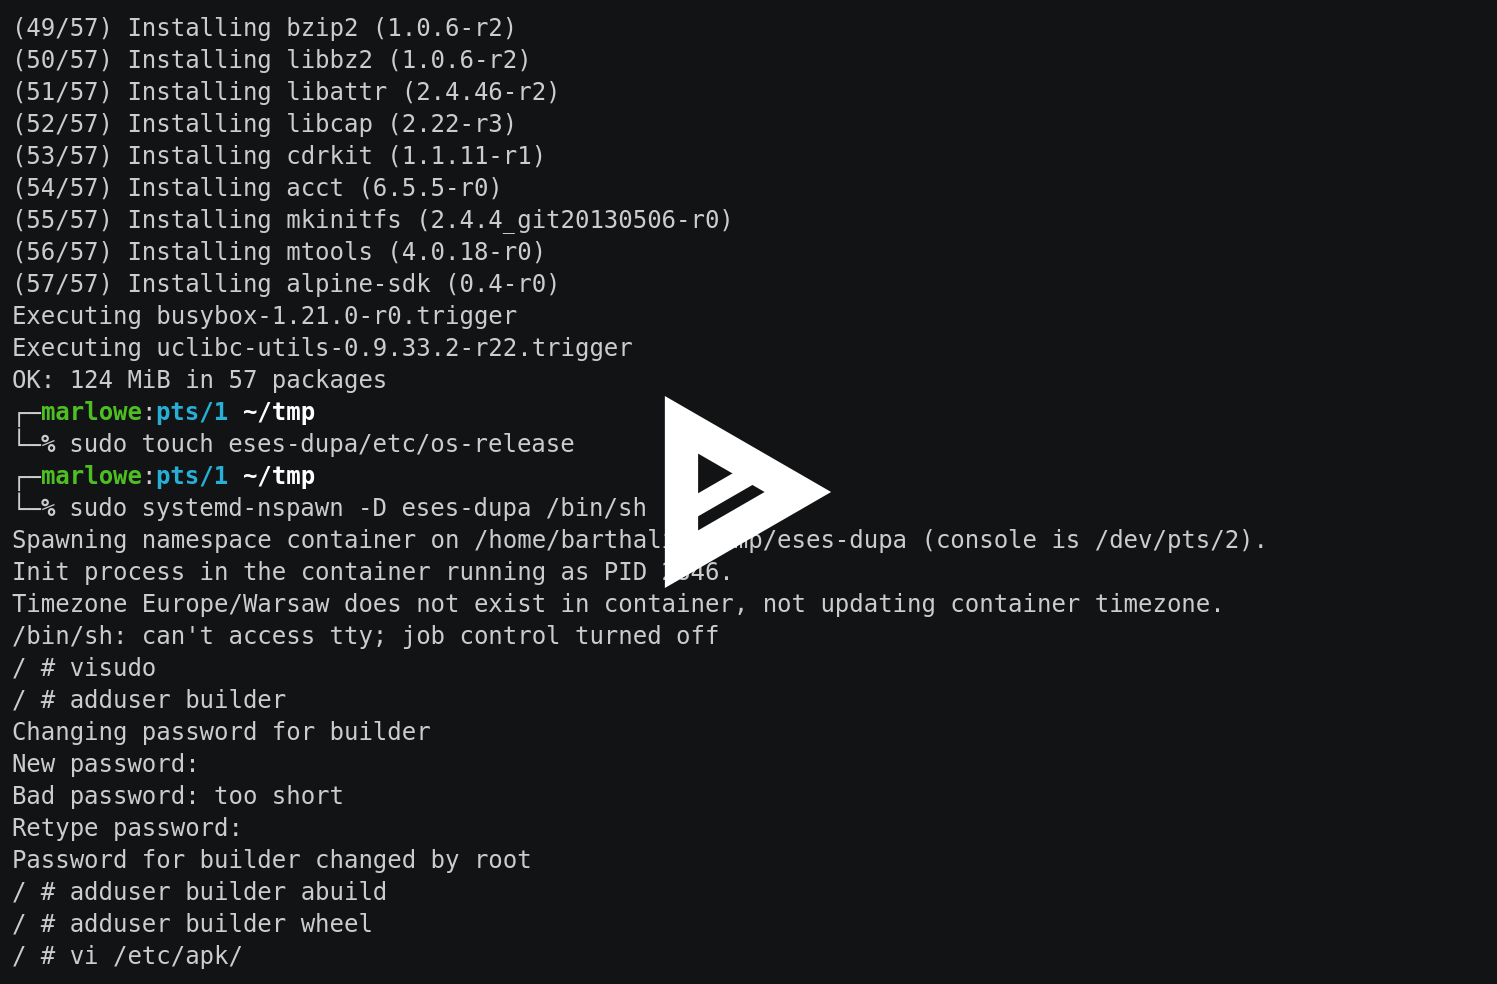 (49/57) Installing bzip2 (1.0.6-r2)
(50/57) Installing libbz2 (1.0.6-r2)
(51/57) Installing libattr (2.4.46-r2)
(52/57) Installing libcap (2.22-r3)
(53/57) Installing cdrkit (1.1.11-r1)
(54/57) Installing acct (6.5.5-r0)
(55/57) Installing mkinitfs (2.4.4_git20130506-r0)
(56/57) Installing mtools (4.0.18-r0)
(57/57) Installing alpine-sdk (0.4-r0)
Executing busybox-1.21.0-r0.trigger
Executing uclibc-utils-0.9.33.2-r22.trigger
OK: 124 MiB in 57 packages
┌─marlowe:pts/1 ~/tmp
└─% sudo touch eses-dupa/etc/os-release
┌─marlowe:pts/1 ~/tmp
└─% sudo systemd-nspawn -D eses-dupa /bin/sh
Spawning namespace container on (console is /dev/pts/2).
Init process in the container running as PID
Timezone Europe/Warsaw does not exist in container, not updating container timezone.
/bin/sh: can't access tty; job control turned off
/ # visudo
/ # adduser builder
Changing password for builder
New password:
Bad password: too short
Retype password:
Password for builder changed by root
/ # adduser builder abuild
/ # adduser builder wheel
/ # vi /etc/apk/